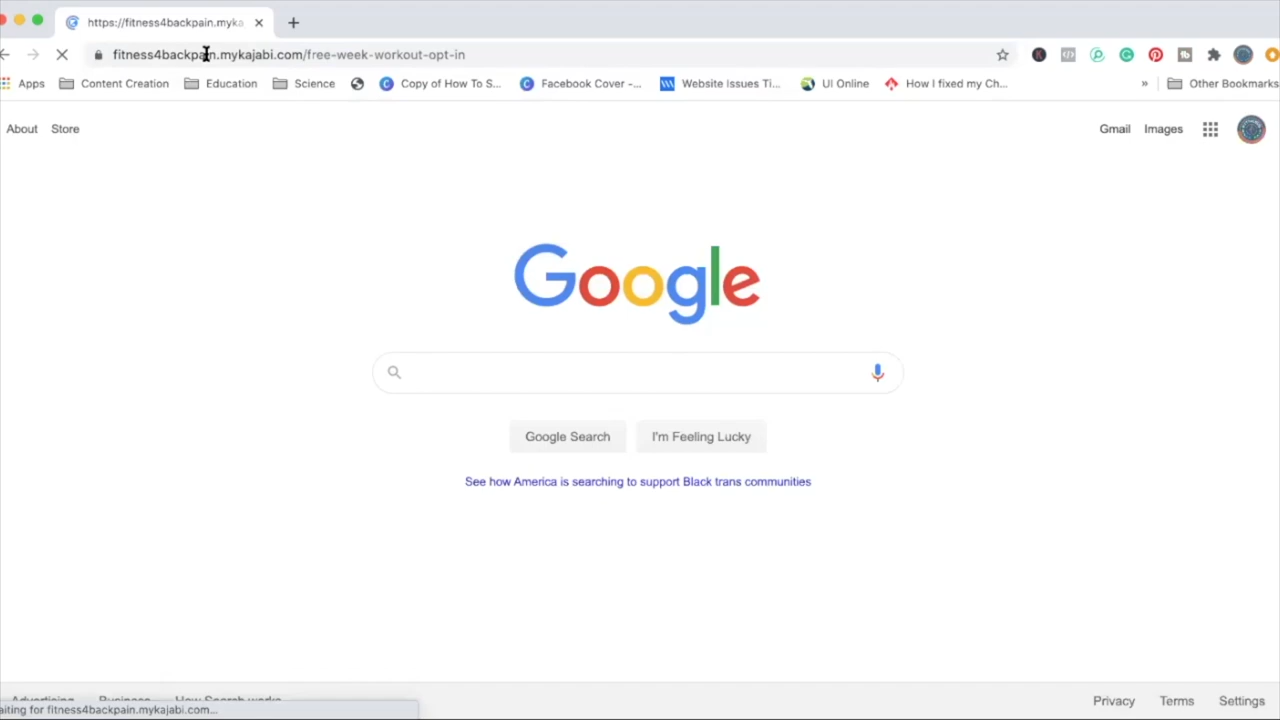 https://fitness4backpain.myka
fitness4backpain.mykajabi.com/free-week-workout-opt-in
Apps Content Creation Education Science Copy of How To S... Facebook Cover -... Website Issues Ti... UI Online How I fixed my Ch... » Other Bookmarks
About Store Gmail Images
Google
Google Search I'm Feeling Lucky
See how America is searching to support Black trans communities
Advertising Business How Search works Privacy Terms Settings
aiting for fitness4backpain.mykajabi.com...